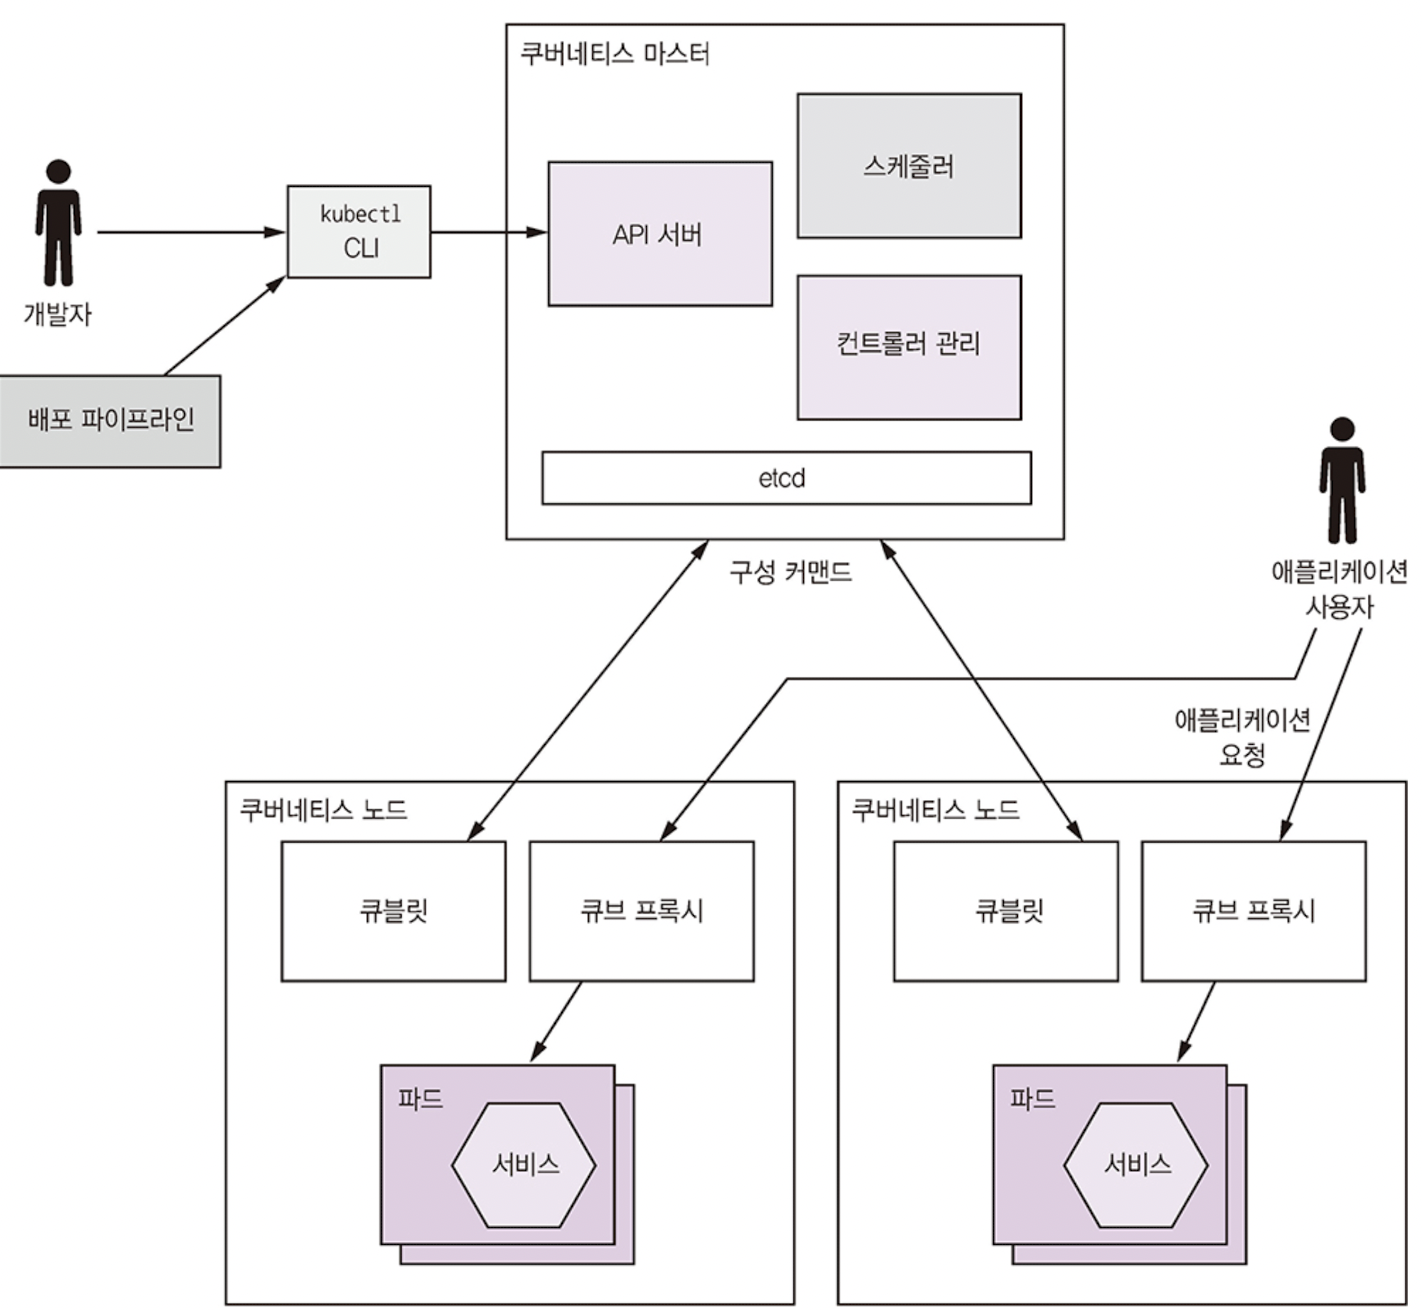 쿠버네티스 마스터
스케줄러
kubectl
CLI
API 서버
개발자
컨트롤러 관리
배포 파이프라인
etcd
구성 커맨드
애플리케이션
사용자
애플리케이션
요청
쿠버네티스 노드
쿠버네티스 노드
큐블릿
큐브 프록시
큐블릿
큐브 프록시
파드
서비스
파드
서비스